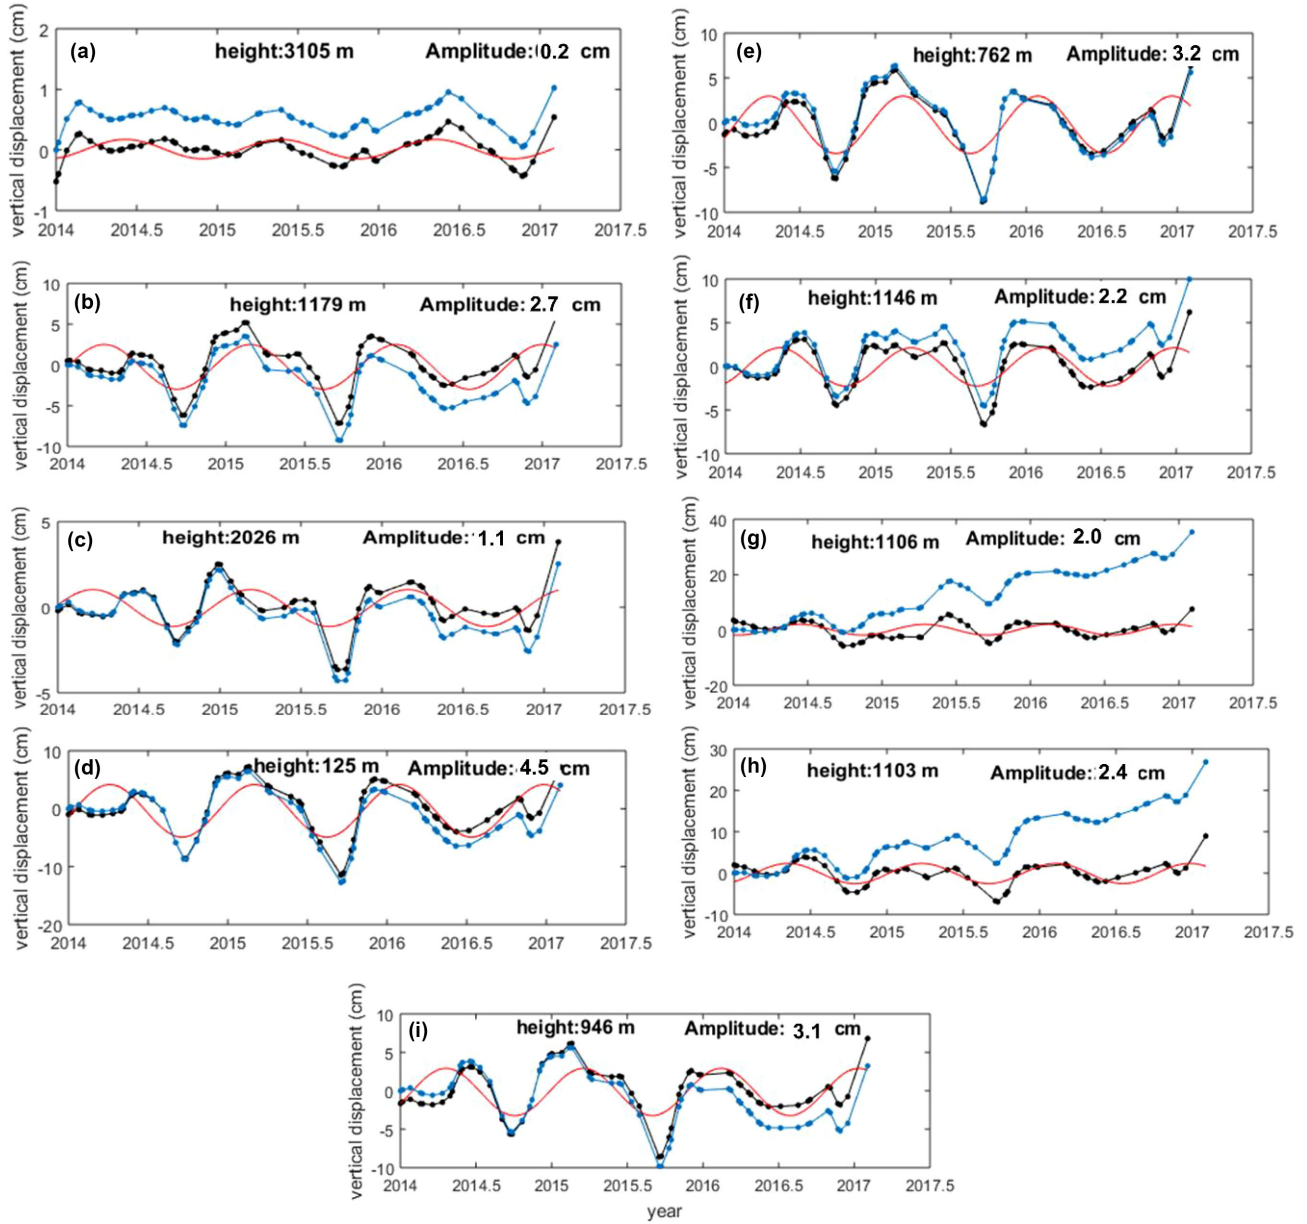 (a) height:3105 m Amplitude: 0.2 cm
vertical displacement (cm)
2
1
0
-1
2014 2014.5 2015 2015.5 2016 2016.5 2017 2017.5
(b) height:1179 m Amplitude: 2.7 cm
vertical displacement (cm)
10
5
0
-5
-10
2014 2014.5 2015 2015.5 2016 2016.5 2017 2017.5
(c) height:2026 m Amplitude: 1.1 cm
vertical displacement (cm)
5
0
-5
2014 2014.5 2015 2015.5 2016 2016.5 2017 2017.5
(d) height:125 m Amplitude: 4.5 cm
vertical displacement (cm)
10
0
-10
-20
2014 2014.5 2015 2015.5 2016 2016.5 2017 2017.5
(e) height:762 m Amplitude: 3.2 cm
vertical displacement (cm)
10
5
0
-5
-10
2014 2014.5 2015 2015.5 2016 2016.5 2017 2017.5
(f) height:1146 m Amplitude: 2.2 cm
vertical displacement (cm)
10
5
0
-5
-10
2014 2014.5 2015 2015.5 2016 2016.5 2017 2017.5
(g) height:1106 m Amplitude: 2.0 cm
vertical displacement (cm)
40
20
0
-20
2014 2014.5 2015 2015.5 2016 2016.5 2017 2017.5
(h) height:1103 m Amplitude: 2.4 cm
vertical displacement (cm)
30
20
10
0
-10
2014 2014.5 2015 2015.5 2016 2016.5 2017 2017.5
(i) height:946 m Amplitude: 3.1 cm
vertical displacement (cm)
10
5
0
-5
-10
2014 2014.5 2015 2015.5 2016 2016.5 2017 2017.5
year